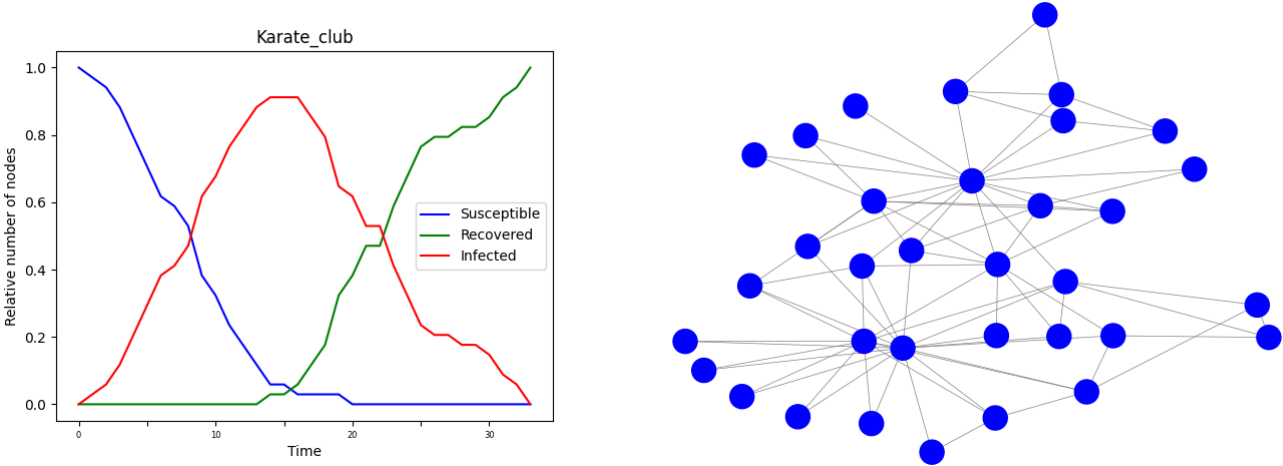 Karate_club
1.0
0.8
0.6
0.4
0.2
0.0
Relative number of nodes
Susceptible
Recovered
Infected
0 10 20 30
Time